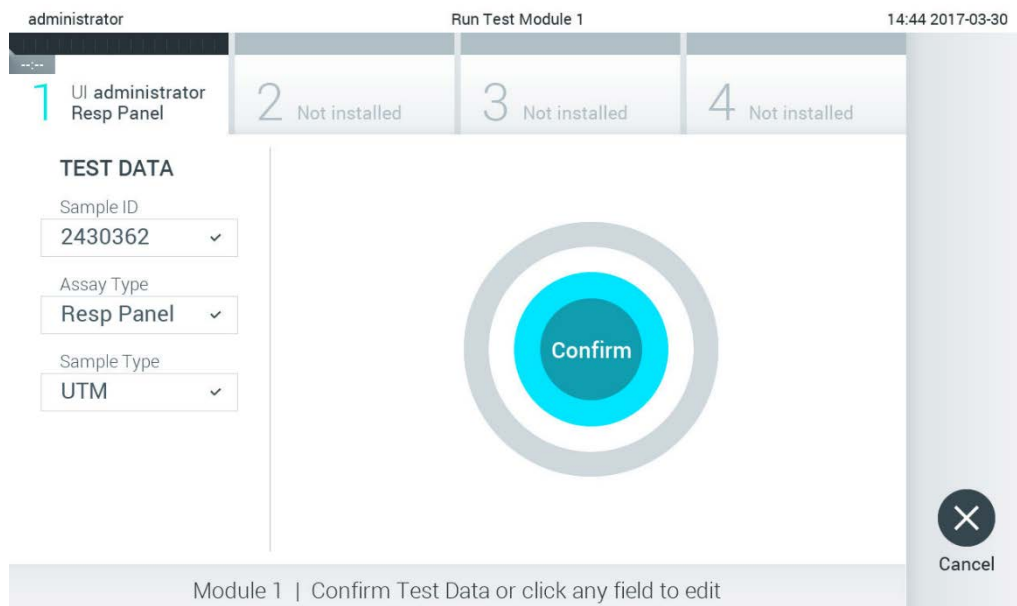 administrator Run Test Module 1 14:44 2017-03-30
--:--
1 UI administrator
Resp Panel
2 Not installed
3 Not installed
4 Not installed
TEST DATA
Sample ID
2430362
Assay Type
Resp Panel
Sample Type
UTM
Confirm
Cancel
Module 1 | Confirm Test Data or click any field to edit